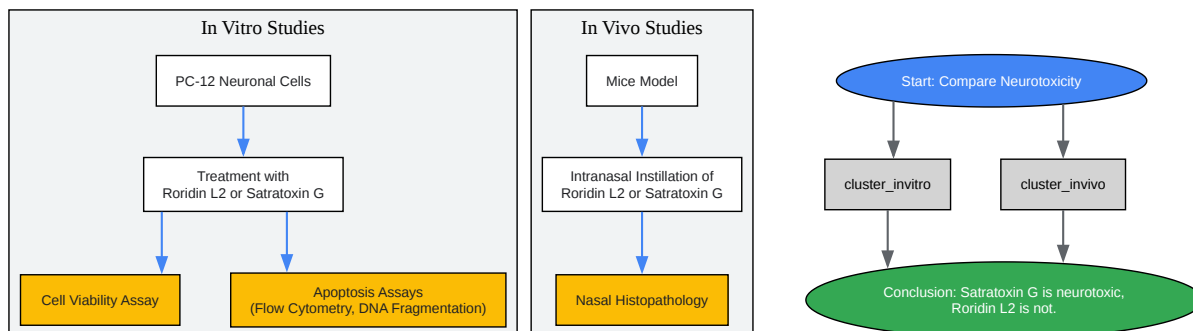 In Vitro Studies
PC-12 Neuronal Cells
Treatment with
Roridin L2 or Satratoxin G
Cell Viability Assay
Apoptosis Assays
(Flow Cytometry, DNA Fragmentation)
In Vivo Studies
Mice Model
Intranasal Instillation of
Roridin L2 or Satratoxin G
Nasal Histopathology
Start: Compare Neurotoxicity
cluster_invitro
cluster_invivo
Conclusion: Satratoxin G is neurotoxic,
Roridin L2 is not.